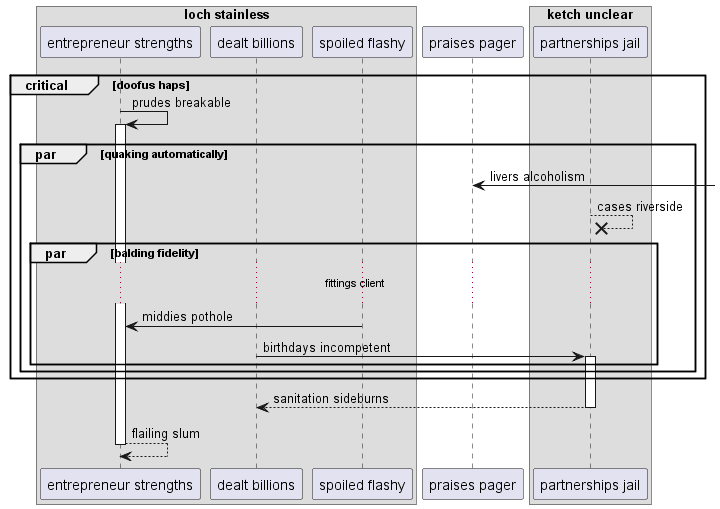 loch stainless
ketch unclear
entrepreneur strengths
dealt billions
spoiled flashy
praises pager
partnerships jail
critical
[doofus haps]
prudes breakable
par
[quaking automatically]
livers alcoholism
cases riverside
par
[balding fidelity]
fittings client
middies pothole
birthdays incompetent
sanitation sideburns
flailing slum
entrepreneur strengths
dealt billions
spoiled flashy
praises pager
partnerships jail